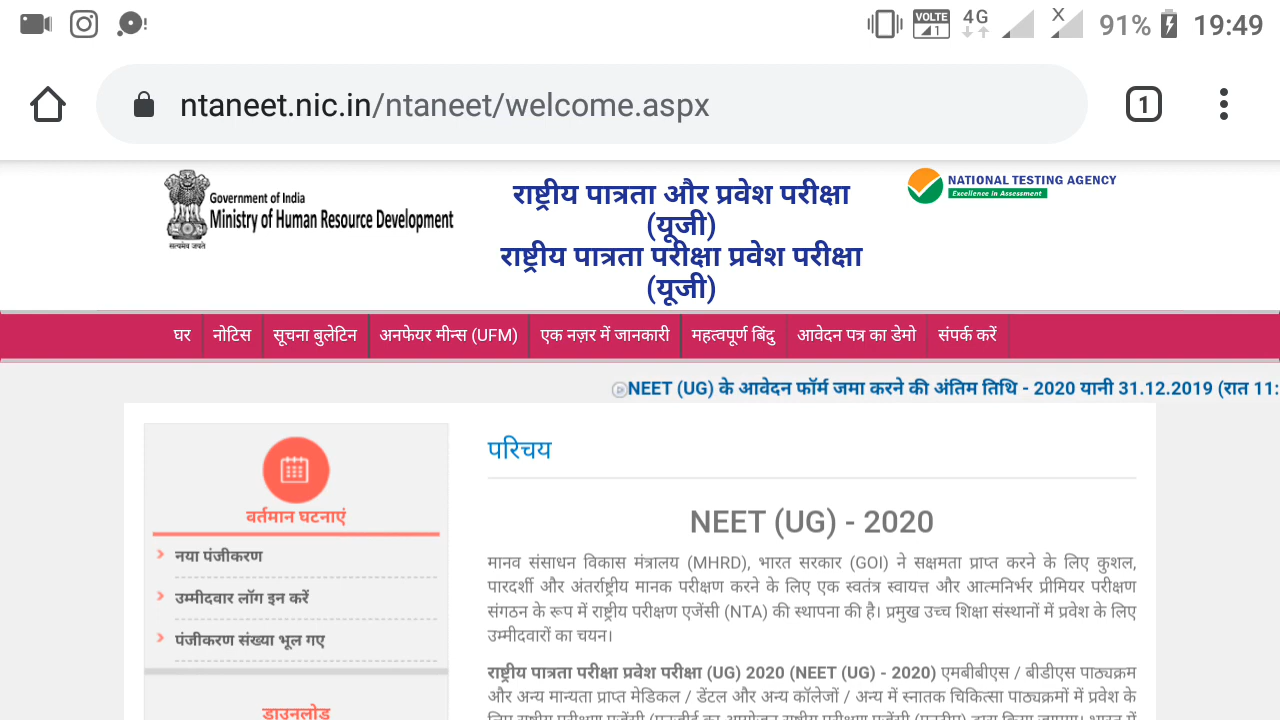 VOLTE 1 4G X 91% 19:49
ntaneet.nic.in/ntaneet/welcome.aspx 1
Government of India
Ministry of Human Resource Development
सत्यमेव जयते
राष्ट्रीय पात्रता और प्रवेश परीक्षा
(यूजी)
राष्ट्रीय पात्रता परीक्षा प्रवेश परीक्षा
(यूजी)
NATIONAL TESTING AGENCY
Excellence in Assessment
घर नोटिस सूचना बुलेटिन अनफेयर मीन्स (UFM) एक नज़र में जानकारी महत्वपूर्ण बिंदु आवेदन पत्र का डेमो संपर्क करें
NEET (UG) के आवेदन फॉर्म जमा करने की अंतिम तिथि - 2020 यानी 31.12.2019 (रात 11:
वर्तमान घटनाएं
नया पंजीकरण
उम्मीदवार लॉग इन करें
पंजीकरण संख्या भूल गए
डाउनलोड
परिचय
NEET (UG) - 2020
मानव संसाधन विकास मंत्रालय (MHRD), भारत सरकार (GOI) ने सक्षमता प्राप्त करने के लिए कुशल,
पारदर्शी और अंतर्राष्ट्रीय मानक परीक्षण करने के लिए एक स्वतंत्र स्वायत्त और आत्मनिर्भर प्रीमियर परीक्षण
संगठन के रूप में राष्ट्रीय परीक्षण एजेंसी (NTA) की स्थापना की है। प्रमुख उच्च शिक्षा संस्थानों में प्रवेश के लिए
उम्मीदवारों का चयन।
राष्ट्रीय पात्रता परीक्षा प्रवेश परीक्षा (UG) 2020 (NEET (UG) - 2020) एमबीबीएस / बीडीएस पाठ्यक्रम
और अन्य मान्यता प्राप्त मेडिकल / डेंटल और अन्य कॉलेजों / अन्य में स्नातक चिकित्सा पाठ्यक्रमों में प्रवेश के